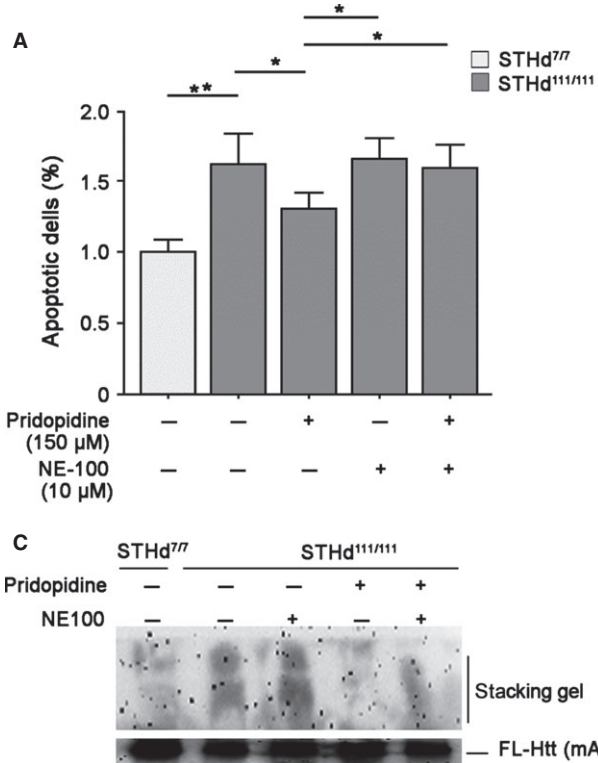 A
*
*
*
**
STHd7/7
STHd111/111
2.0
1.5
1.0
0.5
0
Apoptotic dells (%)
Pridopidine — — + — +
(150 µM)
NE-100 — — — + +
(10 µM)
C
STHd7/7 STHd111/111
Pridopidine — — — + +
NE100 — — + — +
Stacking gel
FL-Htt (mA